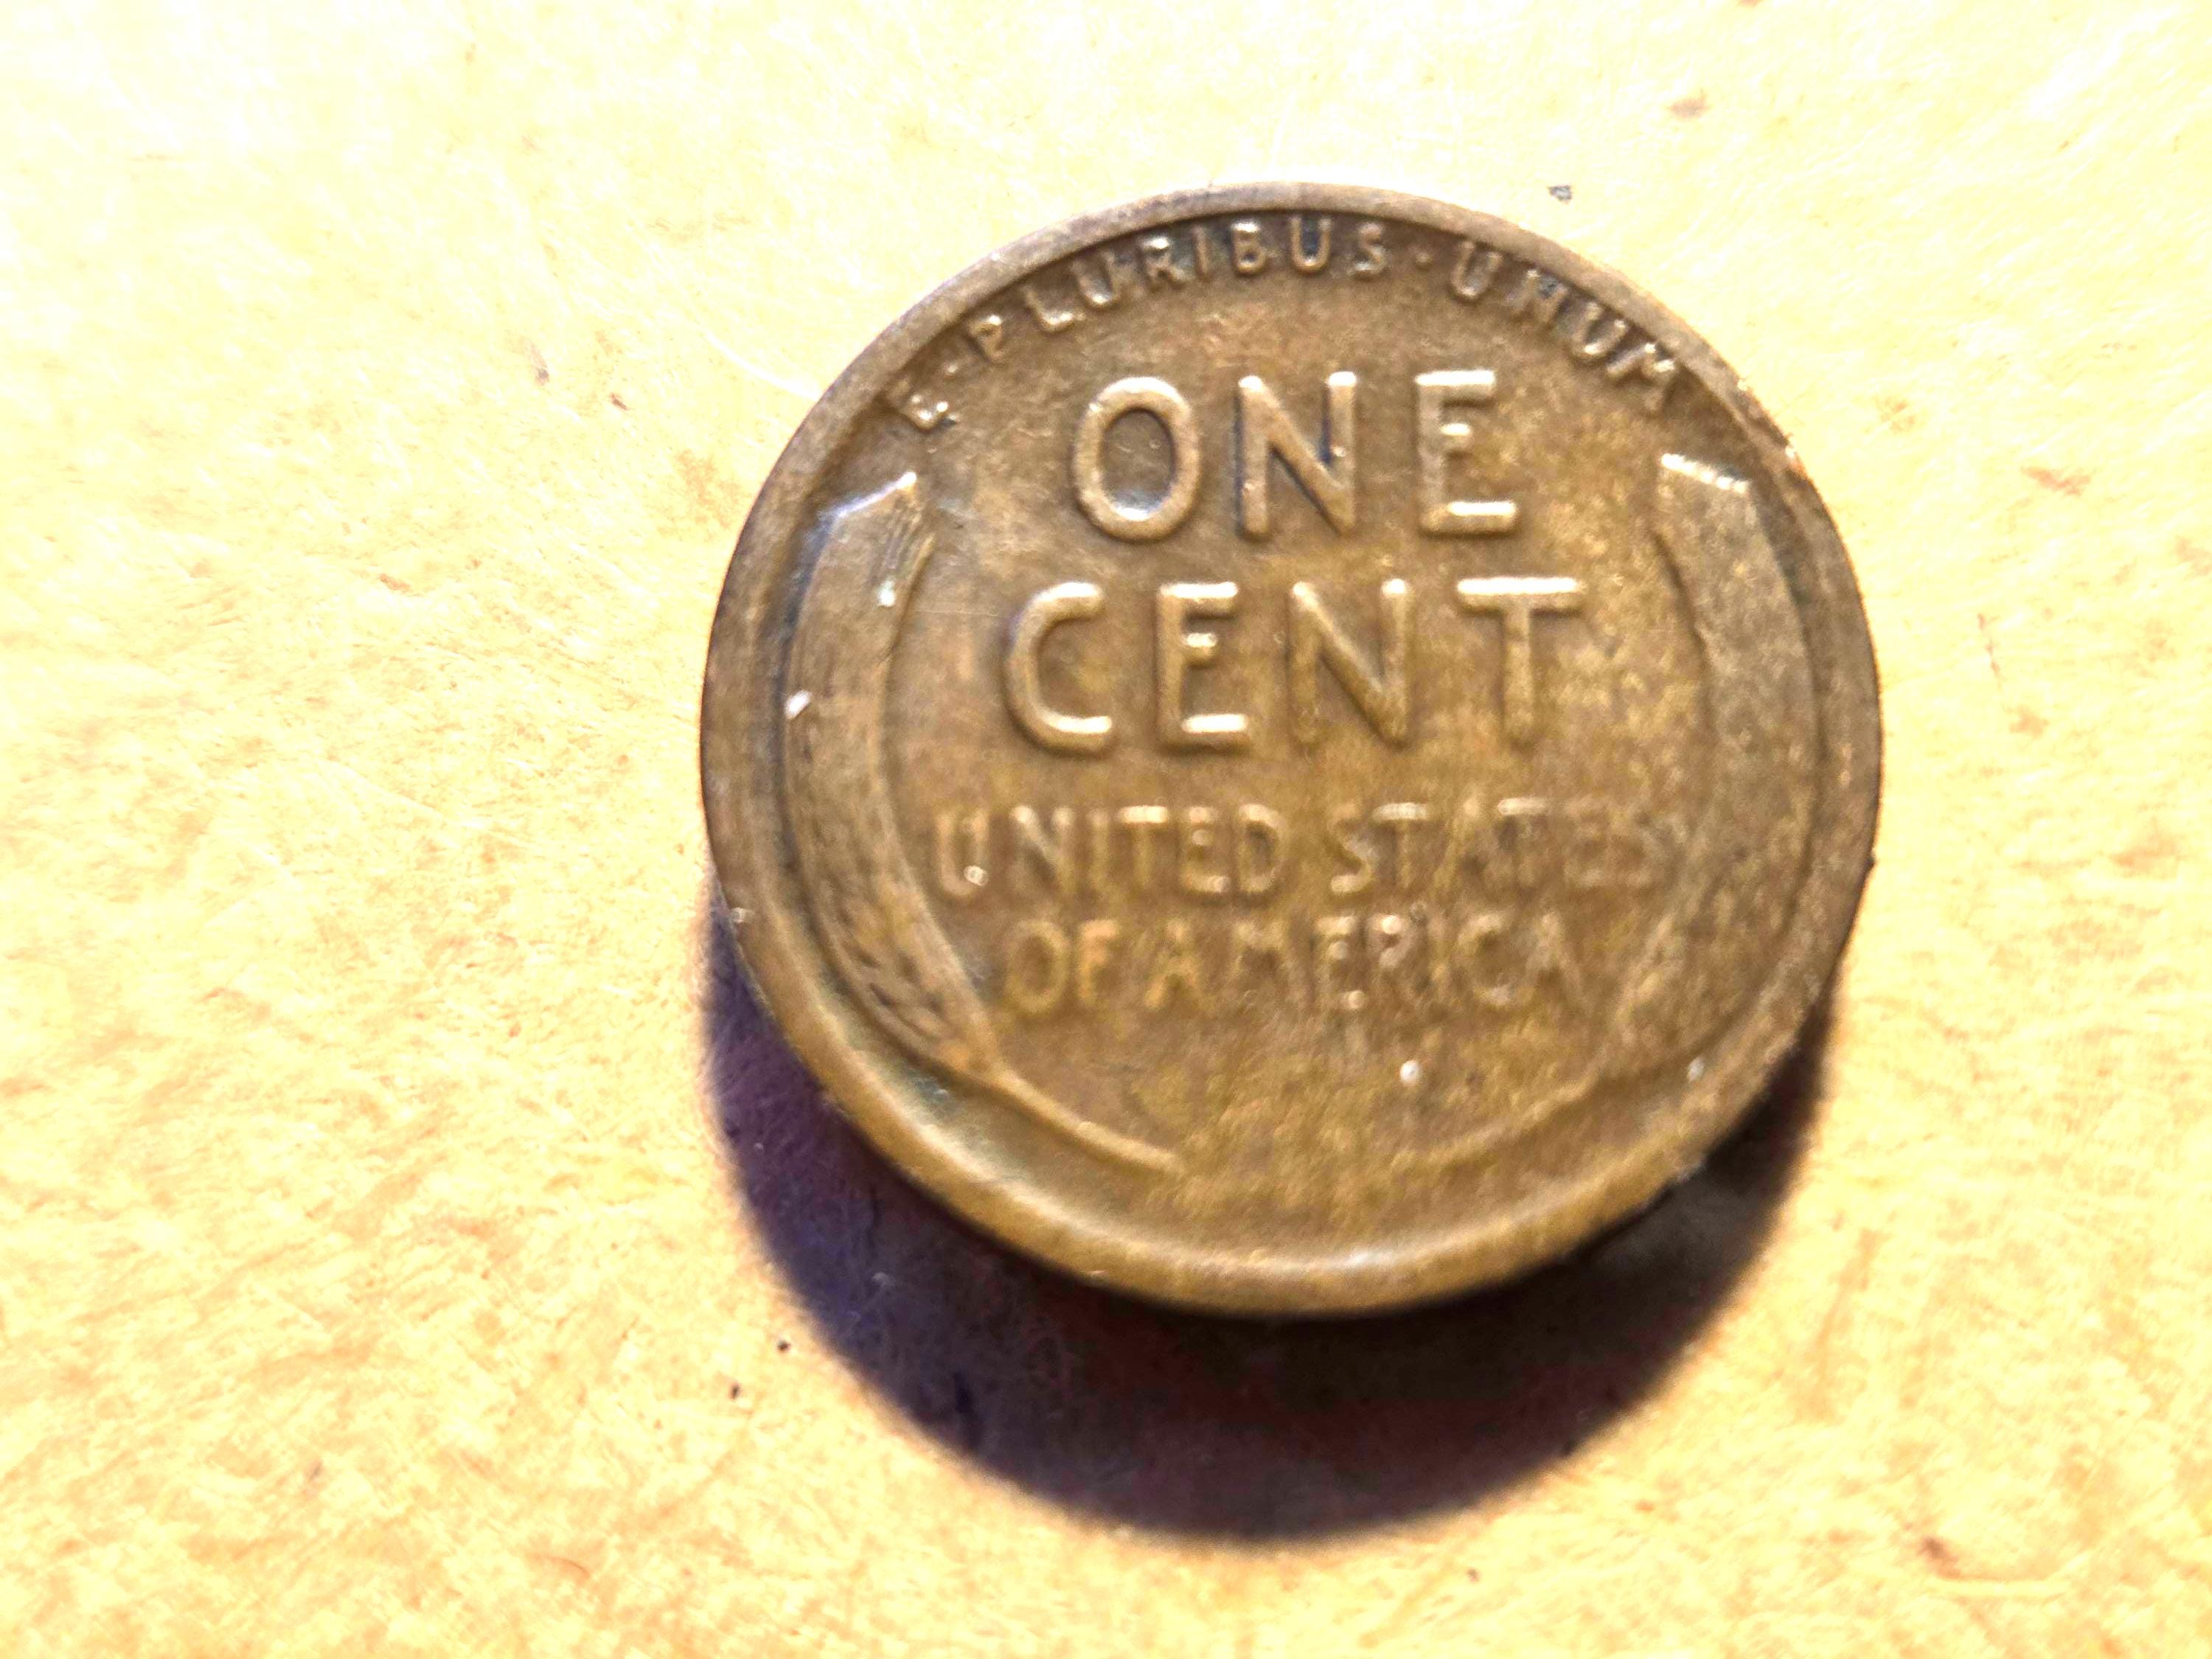 E·PLURIBUS·UNUM
ONE
CENT
UNITED STATES
OF AMERICA